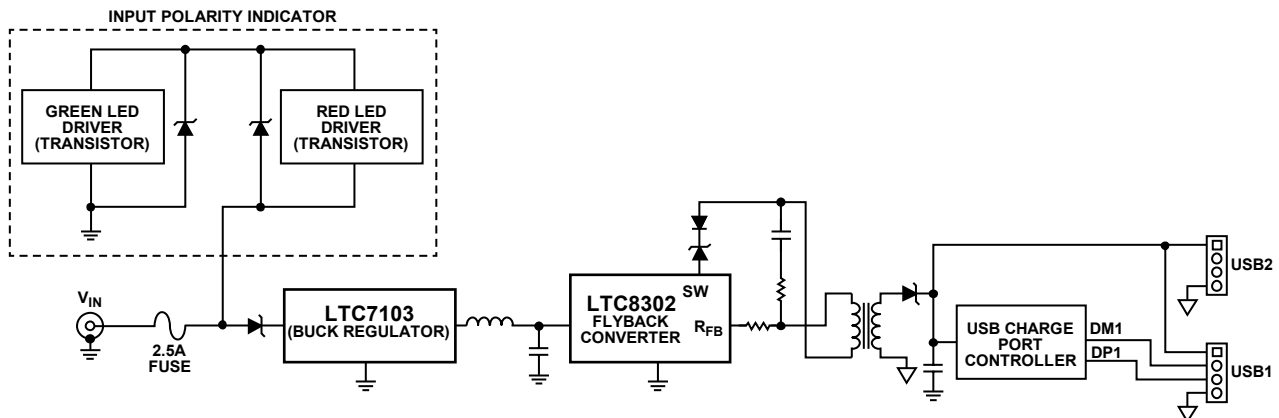 INPUT POLARITY INDICATOR
GREEN LED
DRIVER
(TRANSISTOR)
RED LED
DRIVER
(TRANSISTOR)
VIN
2.5A
FUSE
LTC7103
(BUCK REGULATOR)
LTC8302
FLYBACK
CONVERTER
SW
RFB
USB CHARGE
PORT
CONTROLLER
DM1
DP1
USB2
USB1